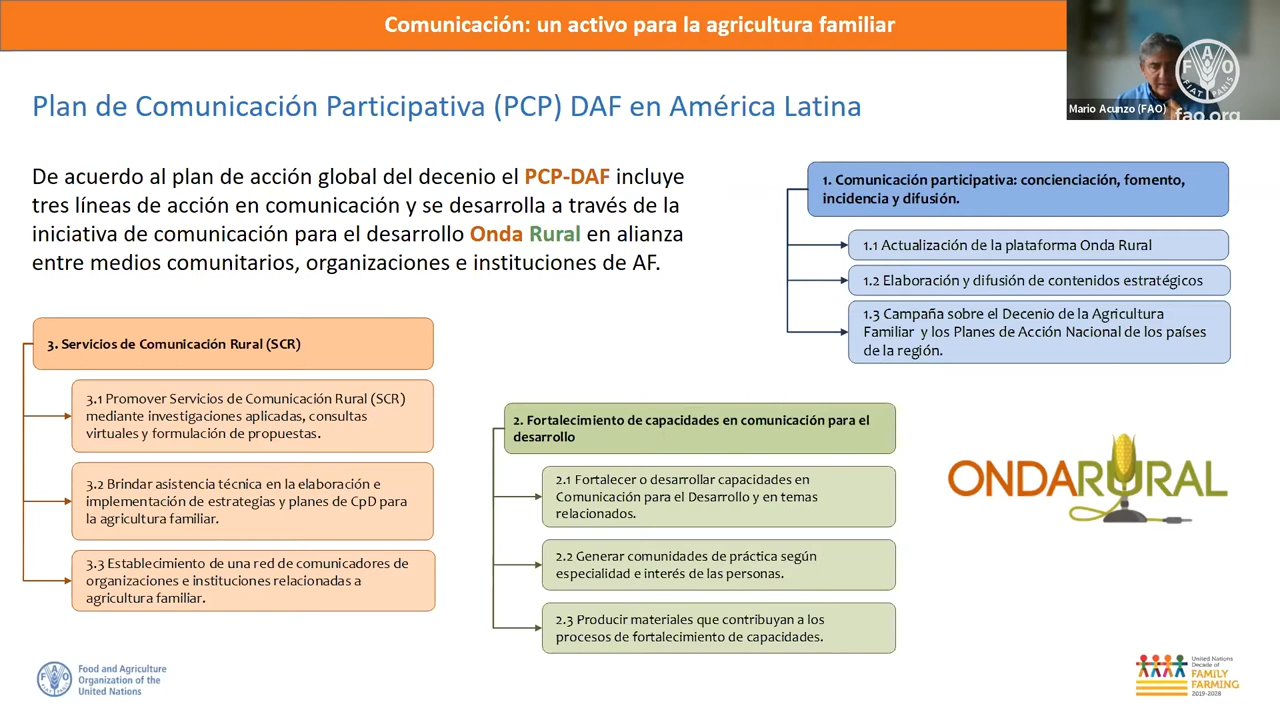 Comunicación: un activo para la agricultura familiar
FAO
FIAT PANIS
Mario Acunzo (FAO)
fao.org
Plan de Comunicación Participativa (PCP) DAF en América Latina
De acuerdo al plan de acción global del decenio el PCP-DAF incluye
tres líneas de acción en comunicación y se desarrolla a través de la
iniciativa de comunicación para el desarrollo Onda Rural en alianza
entre medios comunitarios, organizaciones e instituciones de AF.
1. Comunicación participativa: concienciación, fomento,
incidencia y difusión.
1.1 Actualización de la plataforma Onda Rural
1.2 Elaboración y difusión de contenidos estratégicos
1.3 Campaña sobre el Decenio de la Agricultura
Familiar y los Planes de Acción Nacional de los países
de la región.
3. Servicios de Comunicación Rural (SCR)
3.1 Promover Servicios de Comunicación Rural (SCR)
mediante investigaciones aplicadas, consultas
virtuales y formulación de propuestas.
3.2 Brindar asistencia técnica en la elaboración e
implementación de estrategias y planes de CpD para
la agricultura familiar.
3.3 Establecimiento de una red de comunicadores de
organizaciones e instituciones relacionadas a
agricultura familiar.
2. Fortalecimiento de capacidades en comunicación para el
desarrollo
2.1 Fortalecer o desarrollar capacidades en
Comunicación para el Desarrollo y en temas
relacionados.
2.2 Generar comunidades de práctica según
especialidad e interés de las personas.
2.3 Producir materiales que contribuyan a los
procesos de fortalecimiento de capacidades.
ONDARURAL
FAO
FIAT PANIS
Food and Agriculture
Organization of the
United Nations
United Nations
Decade of
FAMILY
FARMING
2019-2028